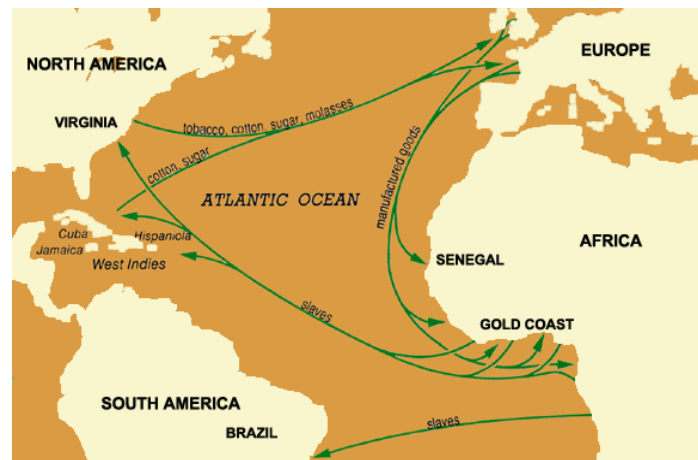 NORTH AMERICA
EUROPE
VIRGINIA
tobacco, cotton, sugar, molasses
cotton, sugar
manufactured goods
ATLANTIC OCEAN
Cuba
Hispaniola
Jamaica
West Indies
AFRICA
SENEGAL
slaves
GOLD COAST
SOUTH AMERICA
BRAZIL
slaves